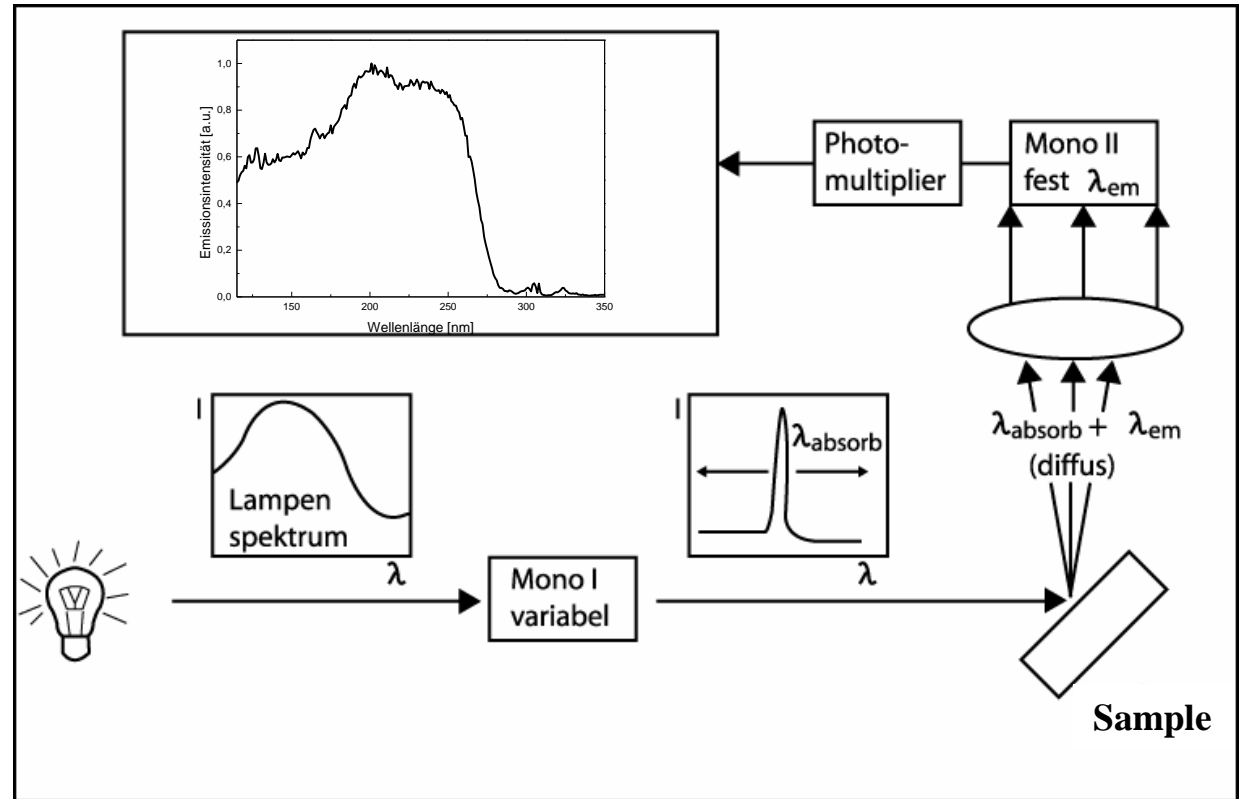 Emissionsintensität [a.u.]
1,0
0,8
0,6
0,4
0,2
0,0
150
200
250
300
350
Wellenlänge [nm]
Photo-
multiplier
Mono II
fest λem
λabsorb + λem
(diffus)
I
Lampen
spektrum
λ
I
λabsorb
λ
Mono I
variabel
Sample